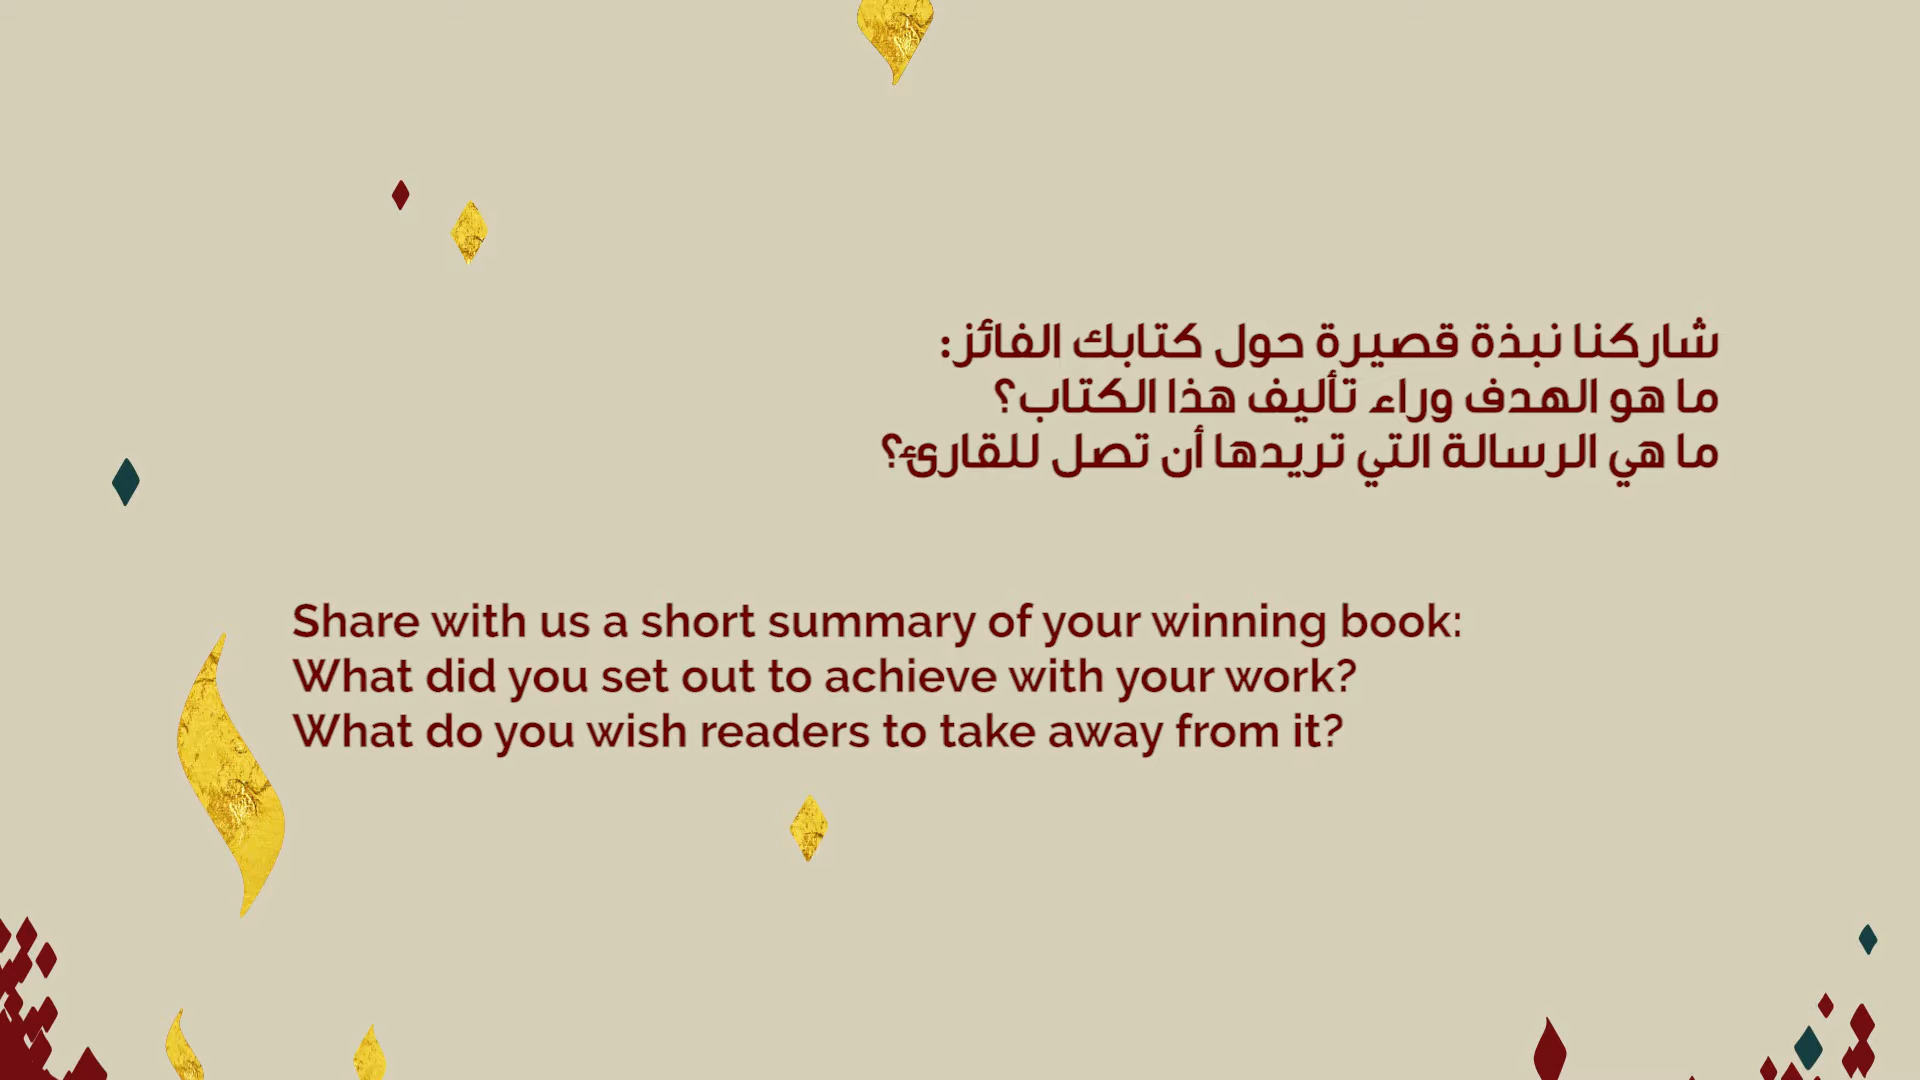 شاركنا نبذة قصيرة حول كتابك الفائز:
ما هو الهدف وراء تأليف هذا الكتاب؟
ما هي الرسالة التي تريدها أن تصل للقارئ؟
Share with us a short summary of your winning book:
What did you set out to achieve with your work?
What do you wish readers to take away from it?